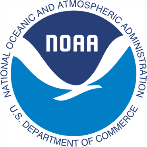 NATIONAL OCEANIC AND ATMOSPHERIC ADMINISTRATION
NOAA
U.S. DEPARTMENT OF COMMERCE